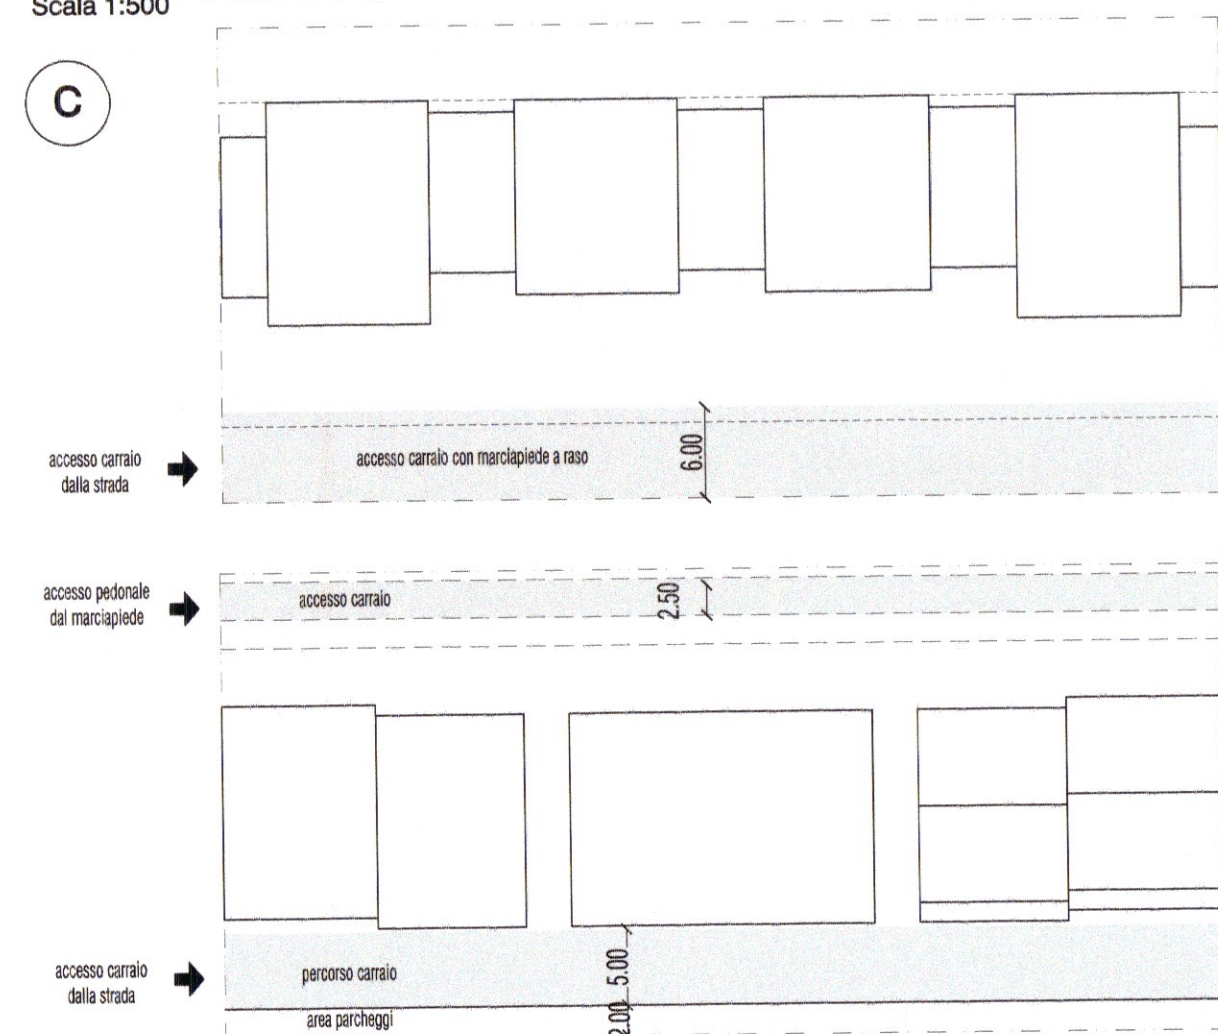 Scala 1:500
C
accesso carraio
dalla strada
accesso carraio con marciapiede a raso
6.00
accesso pedonale
dal marciapiede
accesso carraio
2.50
accesso carraio
dalla strada
percorso carraio
5.00
area parcheggi
2.00